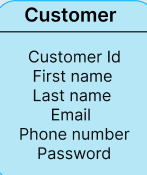 Customer
Customer Id
First name
Last name
Email
Phone number
Password